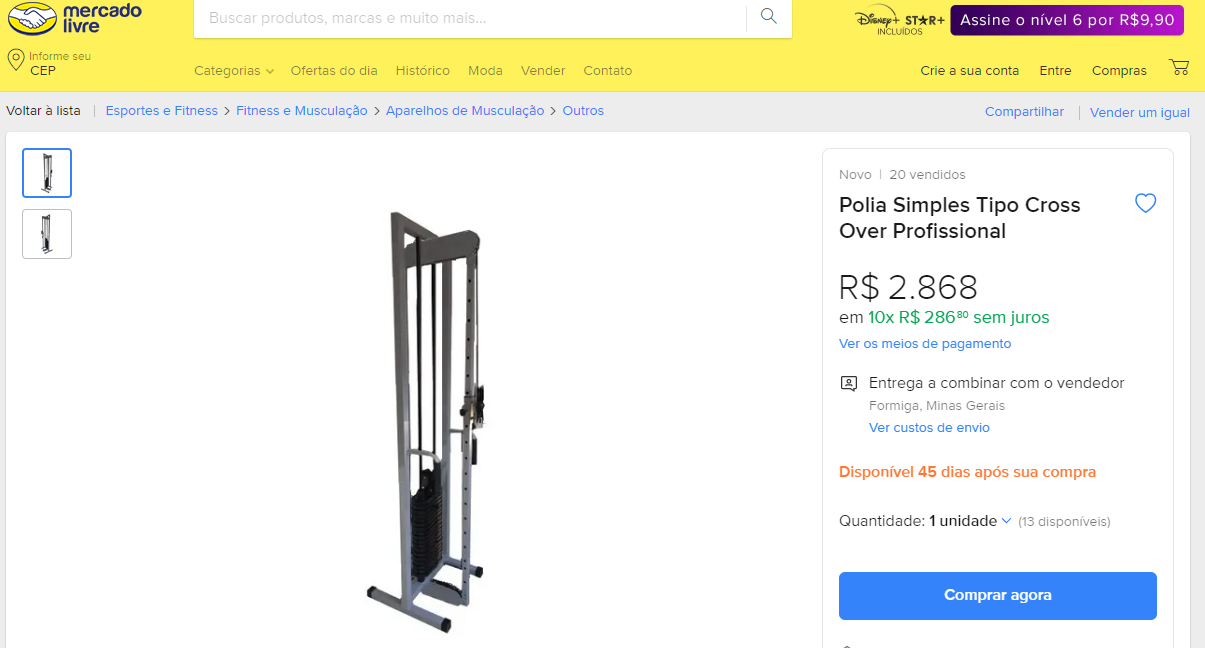 mercado
livre
Buscar produtos, marcas e muito mais...
Disney+ STAR+
INCLUÍDOS
Assine o nível 6 por R$9,90
Informe seu
CEP
Categorias
Ofertas do dia
Histórico
Moda
Vender
Contato
Crie a sua conta
Entre
Compras
Voltar à lista
Esportes e Fitness > Fitness e Musculação > Aparelhos de Musculação > Outros
Compartilhar
Vender um igual
Novo | 20 vendidos
Polia Simples Tipo Cross
Over Profissional
R$ 2.868
em 10x R$ 286⁸⁰ sem juros
Ver os meios de pagamento
Entrega a combinar com o vendedor
Formiga, Minas Gerais
Ver custos de envio
Disponível 45 dias após sua compra
Quantidade: 1 unidade (13 disponíveis)
Comprar agora